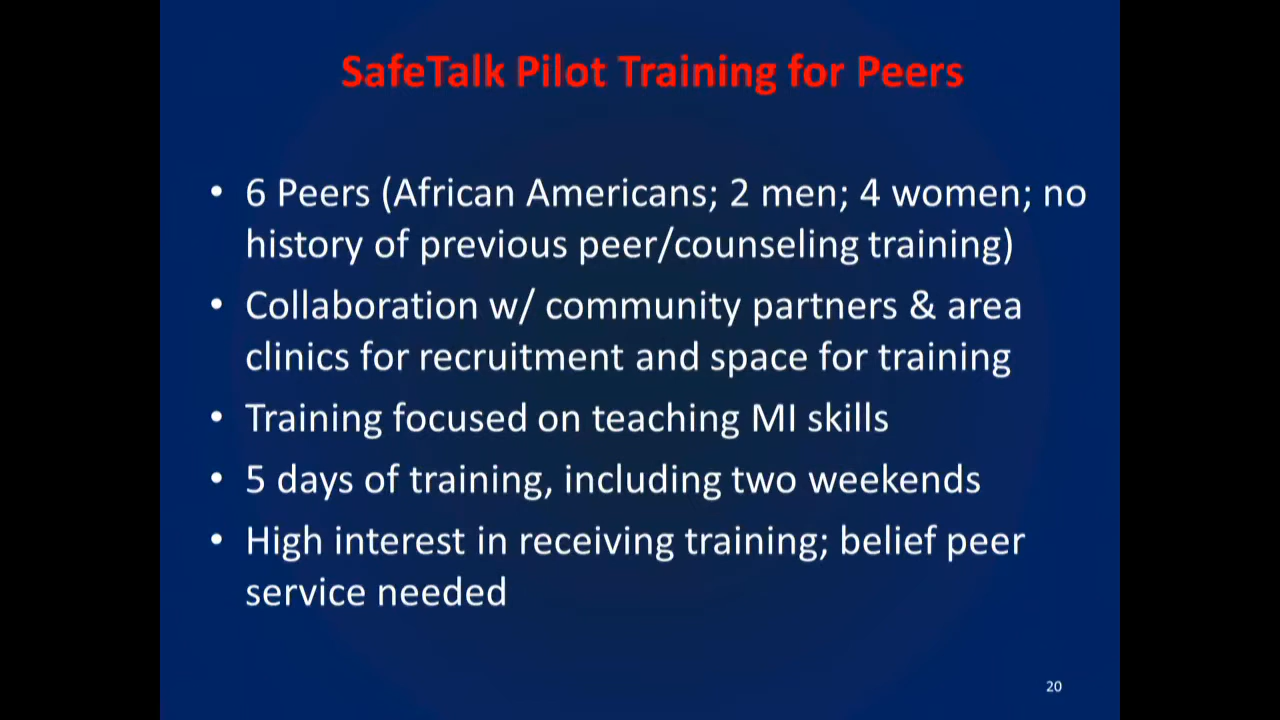 SafeTalk Pilot Training for Peers
• 6 Peers (African Americans; 2 men; 4 women; no
history of previous peer/counseling training)
• Collaboration w/ community partners & area
clinics for recruitment and space for training
• Training focused on teaching MI skills
• 5 days of training, including two weekends
• High interest in receiving training; belief peer
service needed
20